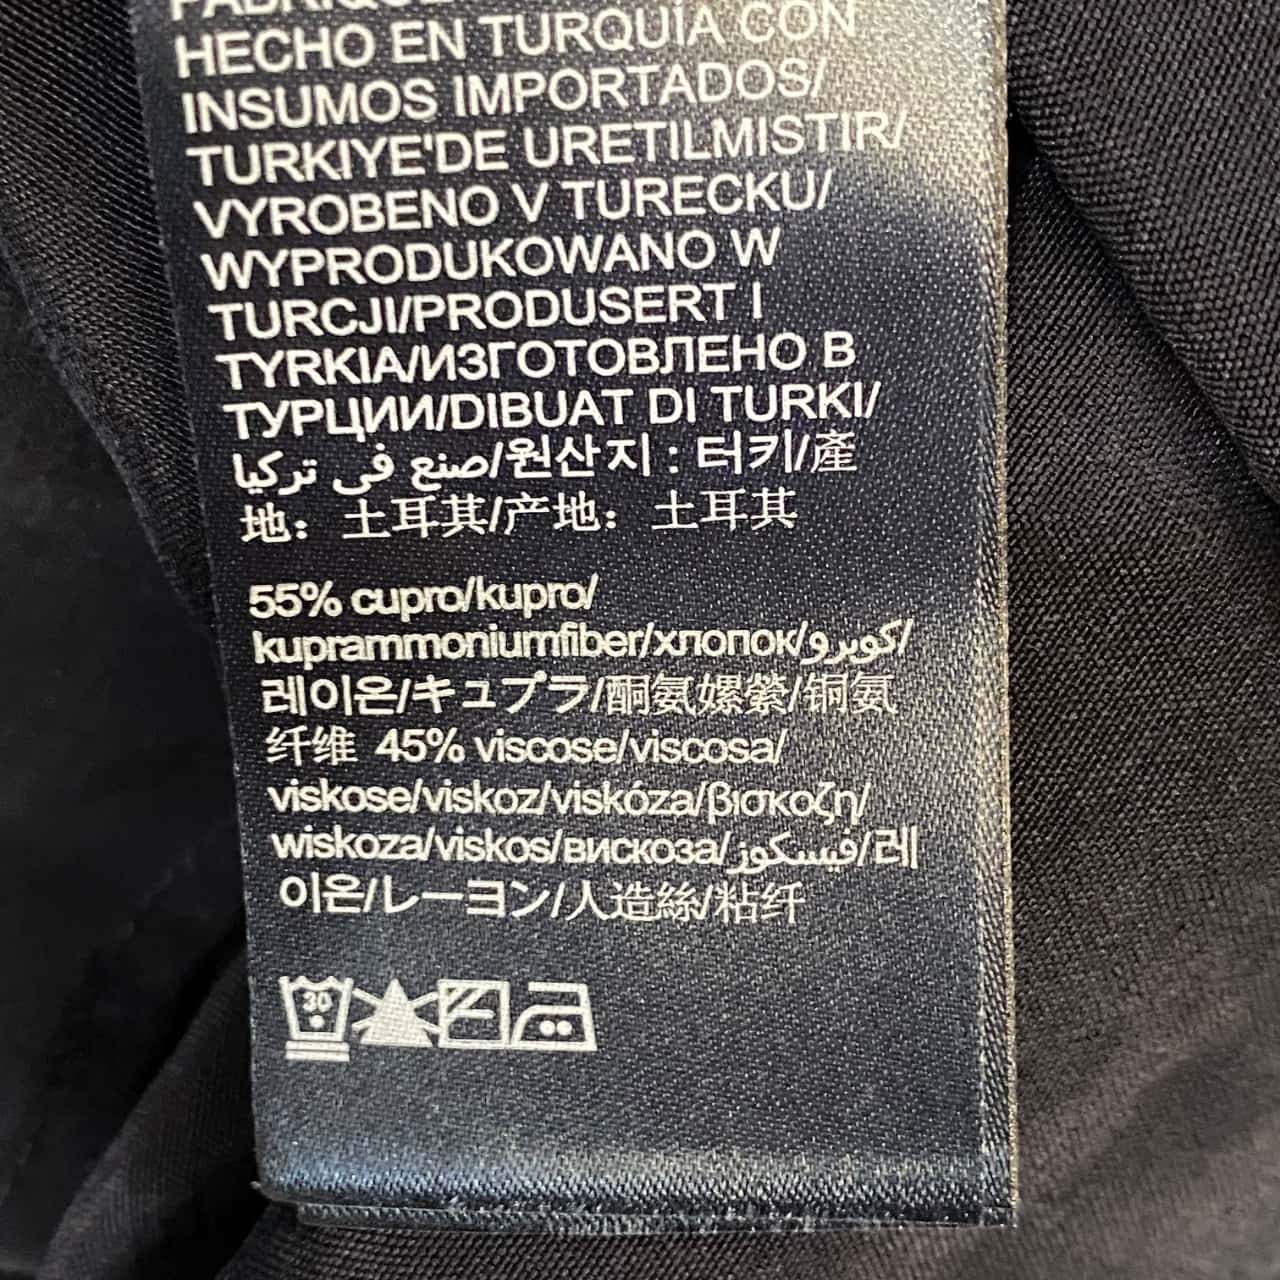 HECHO EN TURQUÍA CON
INSUMOS IMPORTADOS/
TURKIYE'DE URETILMISTIR/
VYROBENO V TURECKU/
WYPRODUKOWANO W
TURCJI/PRODUSERT I
TYRKIA/ИЗГОТОВЛЕНО В
ТУРЦИИ/DIBUAT DI TURKI/
صنع في تركيا/원산지 : 터키/產
地：土耳其/产地：土耳其
55% cupro/kupro/
kuprammoniumfiber/хлопок/كوبرو/
레이온/キュプラ/酮氨嫘縈/铜氨
纤维 45% viscose/viscosa/
viskose/viskoz/viskóza/βισκοζη/
wiskoza/viskos/вискоза/فيسكوز/레
이온/レーヨン/人造絲/粘纤
30